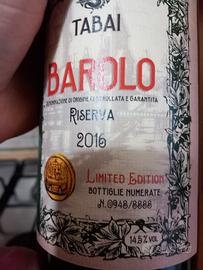 TABAI
BAROLO
DENOMINAZIONE DI ORIGINE CONTROLLATA E GARANTITA
RISERVA
2016
LIMITED EDITION
BOTTIGLIE NUMERATE
N.0948/8888
14,5% VOL